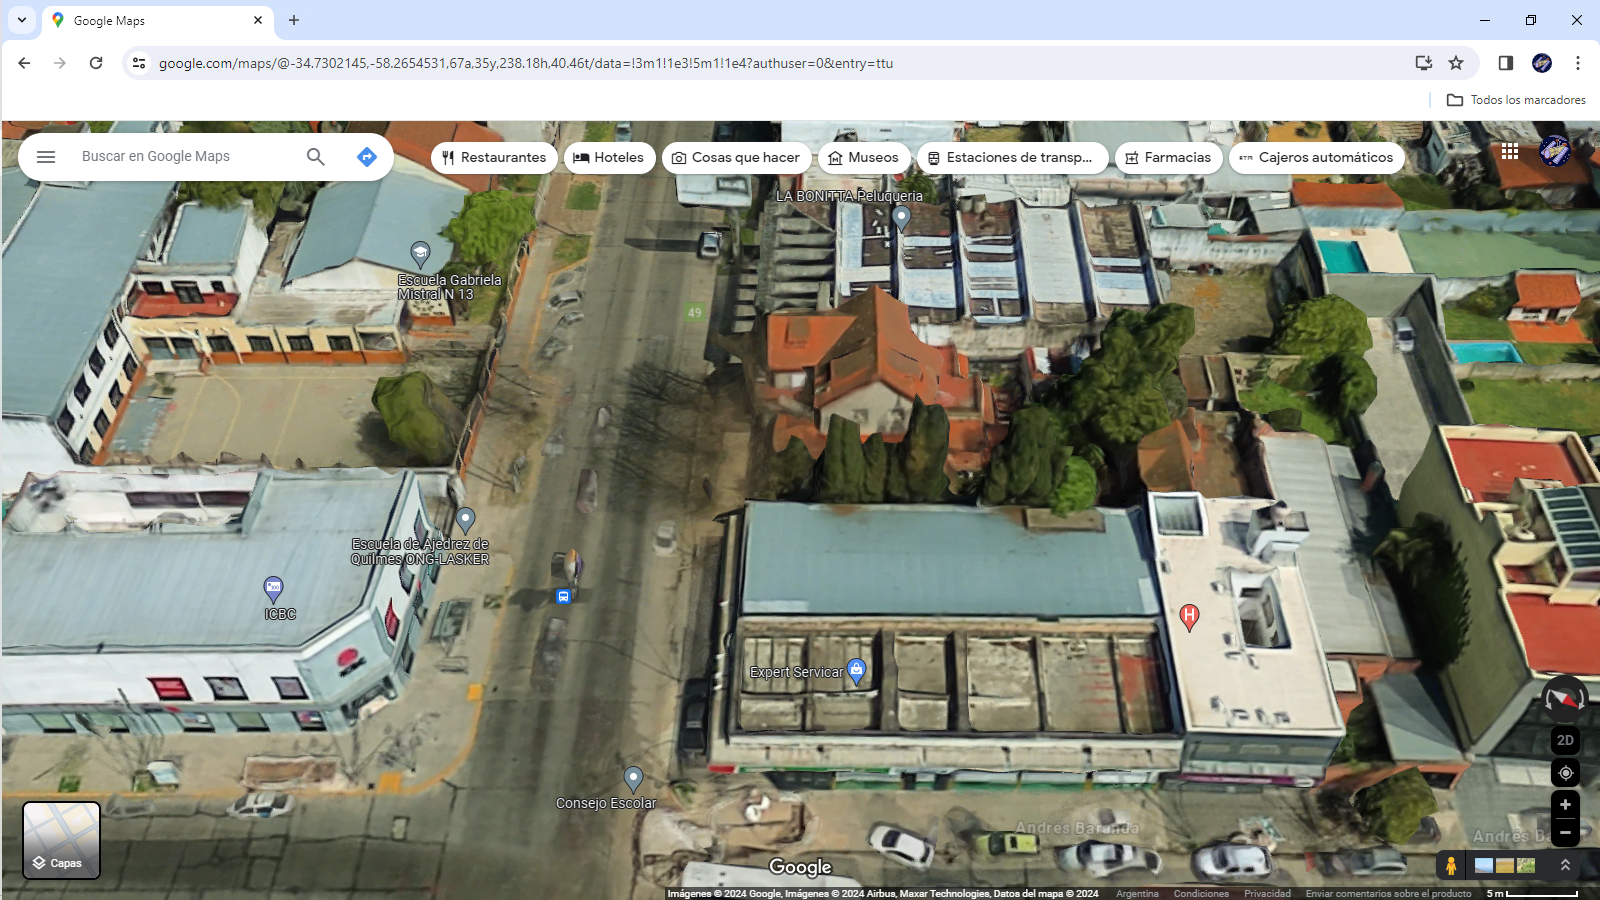 Google Maps
google.com/maps/@-34.7302145,-58.2654531,67a,35y,238.18h,40.46t/data=!3m1!1e3!5m1!1e4?authuser=0&entry=ttu
Todos los marcadores
Buscar en Google Maps
Restaurantes
Hoteles
Cosas que hacer
Museos
Estaciones de transp...
Farmacias
ATM
Cajeros automáticos
LA BONITTA Peluqueria
Escuela Gabriela
Mistral N 13
49
Escuela de Ajedrez de
Quilmes ONG-LASKER
ICBC
H
Expert Servicar
Consejo Escolar
2D
Andres Baranda
Andrés Ba
Capas
Google
Imágenes © 2024 Google, Imágenes © 2024 Airbus, Maxar Technologies, Datos del mapa © 2024
Argentina
Condiciones
Privacidad
Enviar comentarios sobre el producto
5 m